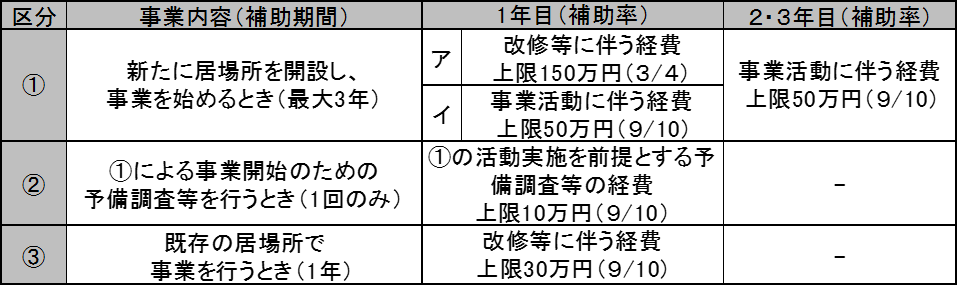 区分
事業内容（補助期間）
1年目（補助率）
2・3年目（補助率）
①
新たに居場所を開設し、
事業を始めるとき（最大3年）
ア
改修等に伴う経費
上限150万円（3/4）
イ
事業活動に伴う経費
上限50万円（9/10）
事業活動に伴う経費
上限50万円（9/10）
②
①による事業開始のための
予備調査等を行うとき（1回のみ）
①の活動実施を前提とする予
備調査等の経費
上限10万円（9/10）
-
③
既存の居場所で
事業を行うとき（1年）
改修等に伴う経費
上限30万円（9/10）
-